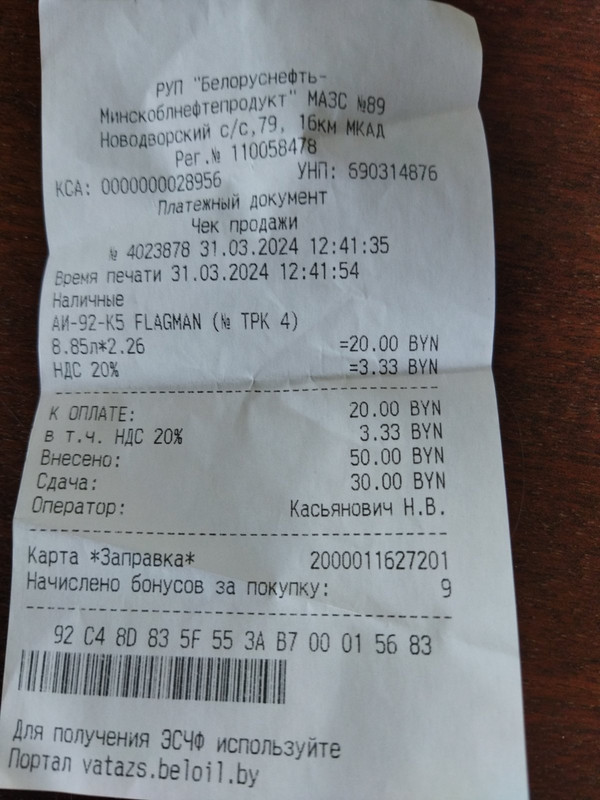 РУП "Белоруснефть-
Минскоблнефтепродукт" МАЗС №89
Новодворский с/с,79, 16км МКАД
Рег.№ 110058478
КСА: 0000000028956 УНП: 590314876
Платежный документ
Чек продажи
№ 4023878 31.03.2024 12:41:35
Время печати 31.03.2024 12:41:54
Наличные
АИ-92-К5 FLAGMAN (№ ТРК 4)
8.85л*2.26 =20.00 BYN
НДС 20% =3.33 BYN
К ОПЛАТЕ: 20.00 BYN
в т.ч. НДС 20% 3.33 BYN
Внесено: 50.00 BYN
Сдача: 30.00 BYN
Оператор: Касьянович Н.В.
Карта *Заправка* 2000011627201
Начислено бонусов за покупку: 9
92 C4 8D 83 5F 55 3A B7 00 01 56 83
Для получения ЭСЧФ используйте
Портал vatazs.beloil.by